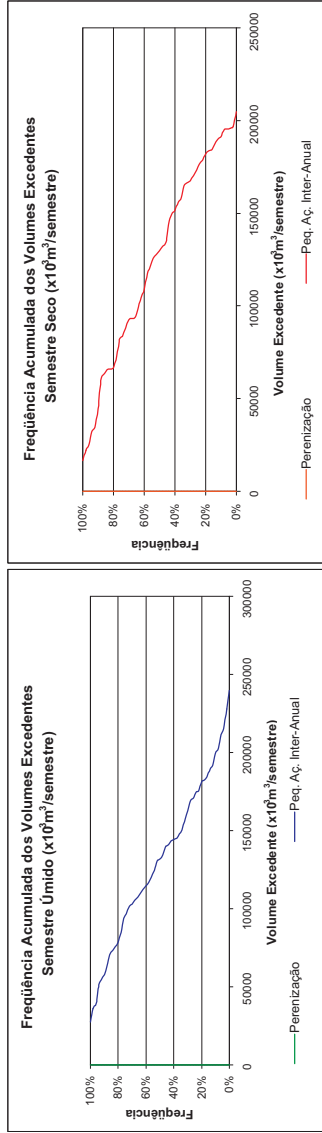 Freqüência Acumulada dos Volumes Excedentes
Semestre Úmido (x10³m³/semestre)
Freqüência
100%
80%
60%
40%
20%
0%
0
50000
100000
150000
200000
250000
300000
Volume Excedente (x10³m³/semestre)
Perenização
Peq. Aç. Inter-Anual
Freqüência Acumulada dos Volumes Excedentes
Semestre Seco (x10³m³/semestre)
Freqüência
100%
80%
60%
40%
20%
0%
0
50000
100000
150000
200000
250000
Volume Excedente (x10³m³/semestre)
Perenização
Peq. Aç. Inter-Anual